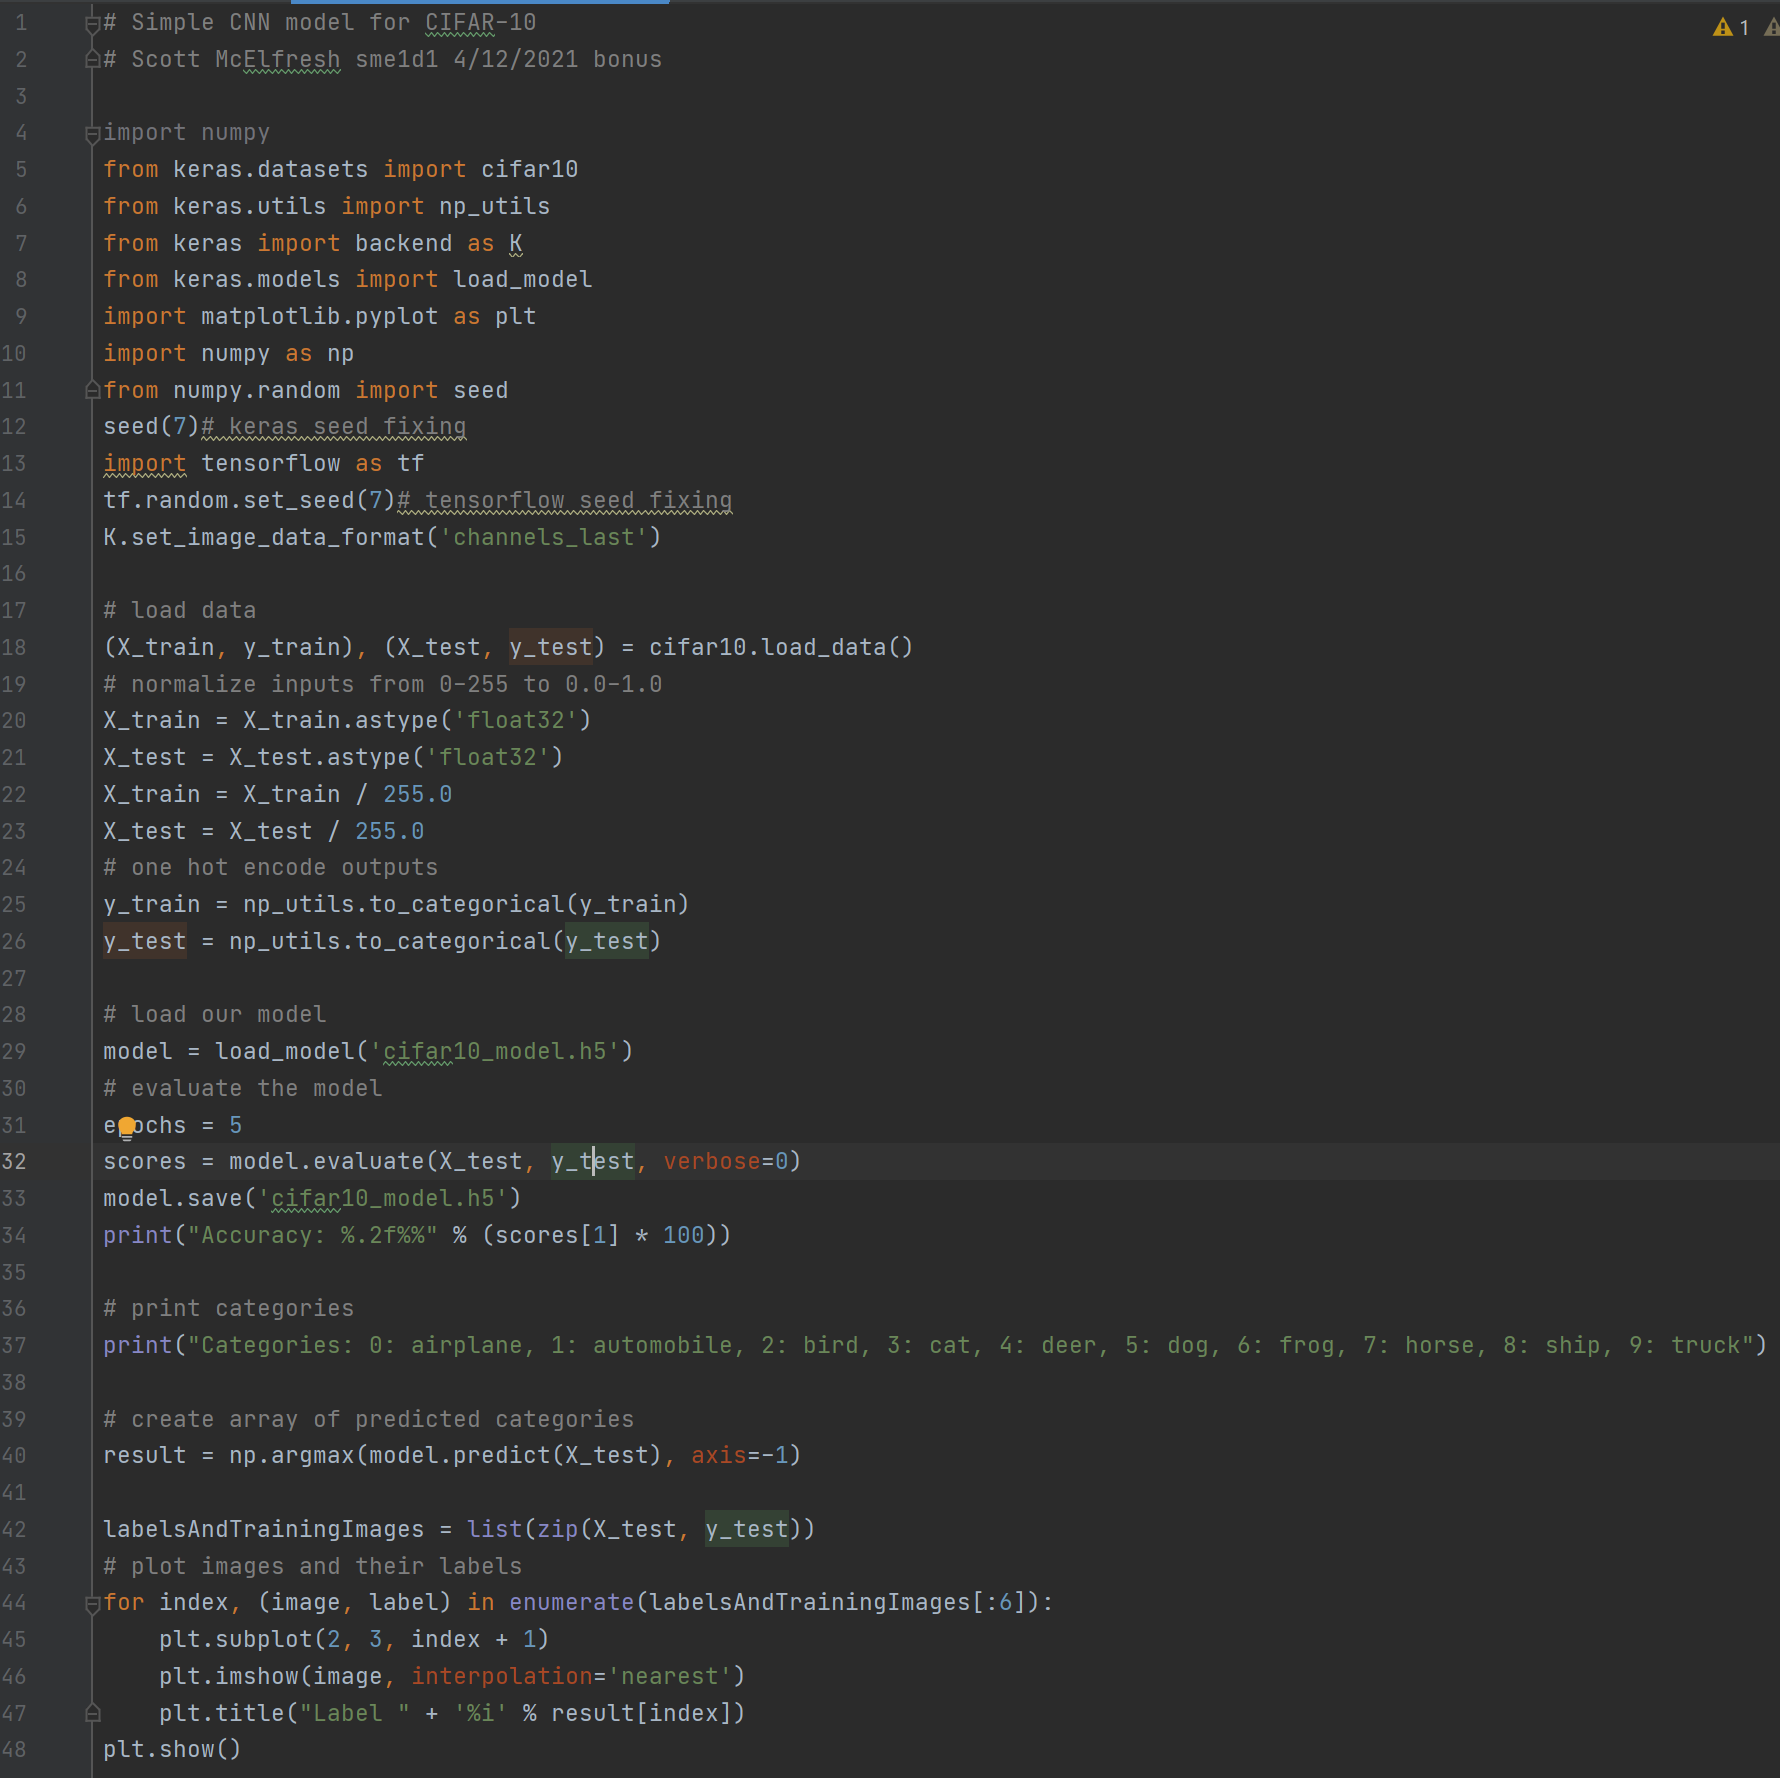 1 # Simple CNN model for CIFAR-10
2 # Scott McElfresh sme1d1 4/12/2021 bonus
3
4 import numpy
5 from keras.datasets import cifar10
6 from keras.utils import np_utils
7 from keras import backend as K
8 from keras.models import load_model
9 import matplotlib.pyplot as plt
10 import numpy as np
11 from numpy.random import seed
12 seed(7)# keras seed fixing
13 import tensorflow as tf
14 tf.random.set_seed(7)# tensorflow seed fixing
15 K.set_image_data_format('channels_last')
16
17 # load data
18 (X_train, y_train), (X_test, y_test) = cifar10.load_data()
19 # normalize inputs from 0-255 to 0.0-1.0
20 X_train = X_train.astype('float32')
21 X_test = X_test.astype('float32')
22 X_train = X_train / 255.0
23 X_test = X_test / 255.0
24 # one hot encode outputs
25 y_train = np_utils.to_categorical(y_train)
26 y_test = np_utils.to_categorical(y_test)
27
28 # load our model
29 model = load_model('cifar10_model.h5')
30 # evaluate the model
31 epochs = 5
32 scores = model.evaluate(X_test, y_test, verbose=0)
33 model.save('cifar10_model.h5')
34 print("Accuracy: %.2f%%" % (scores[1] * 100))
35
36 # print categories
37 print("Categories: 0: airplane, 1: automobile, 2: bird, 3: cat, 4: deer, 5: dog, 6: frog, 7: horse, 8: ship, 9: truck")
38
39 # create array of predicted categories
40 result = np.argmax(model.predict(X_test), axis=-1)
41
42 labelsAndTrainingImages = list(zip(X_test, y_test))
43 # plot images and their labels
44 for index, (image, label) in enumerate(labelsAndTrainingImages[:6]):
45     plt.subplot(2, 3, index + 1)
46     plt.imshow(image, interpolation='nearest')
47     plt.title("Label " + '%i' % result[index])
48 plt.show()
1